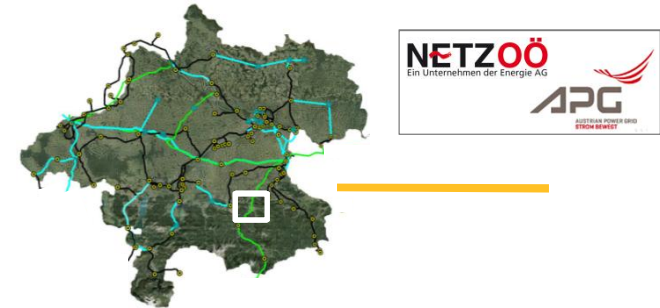 NETZOÖ
Ein Unternehmen der Energie AG
APG
AUSTRIAN POWER GRID
STROM BEWEGT